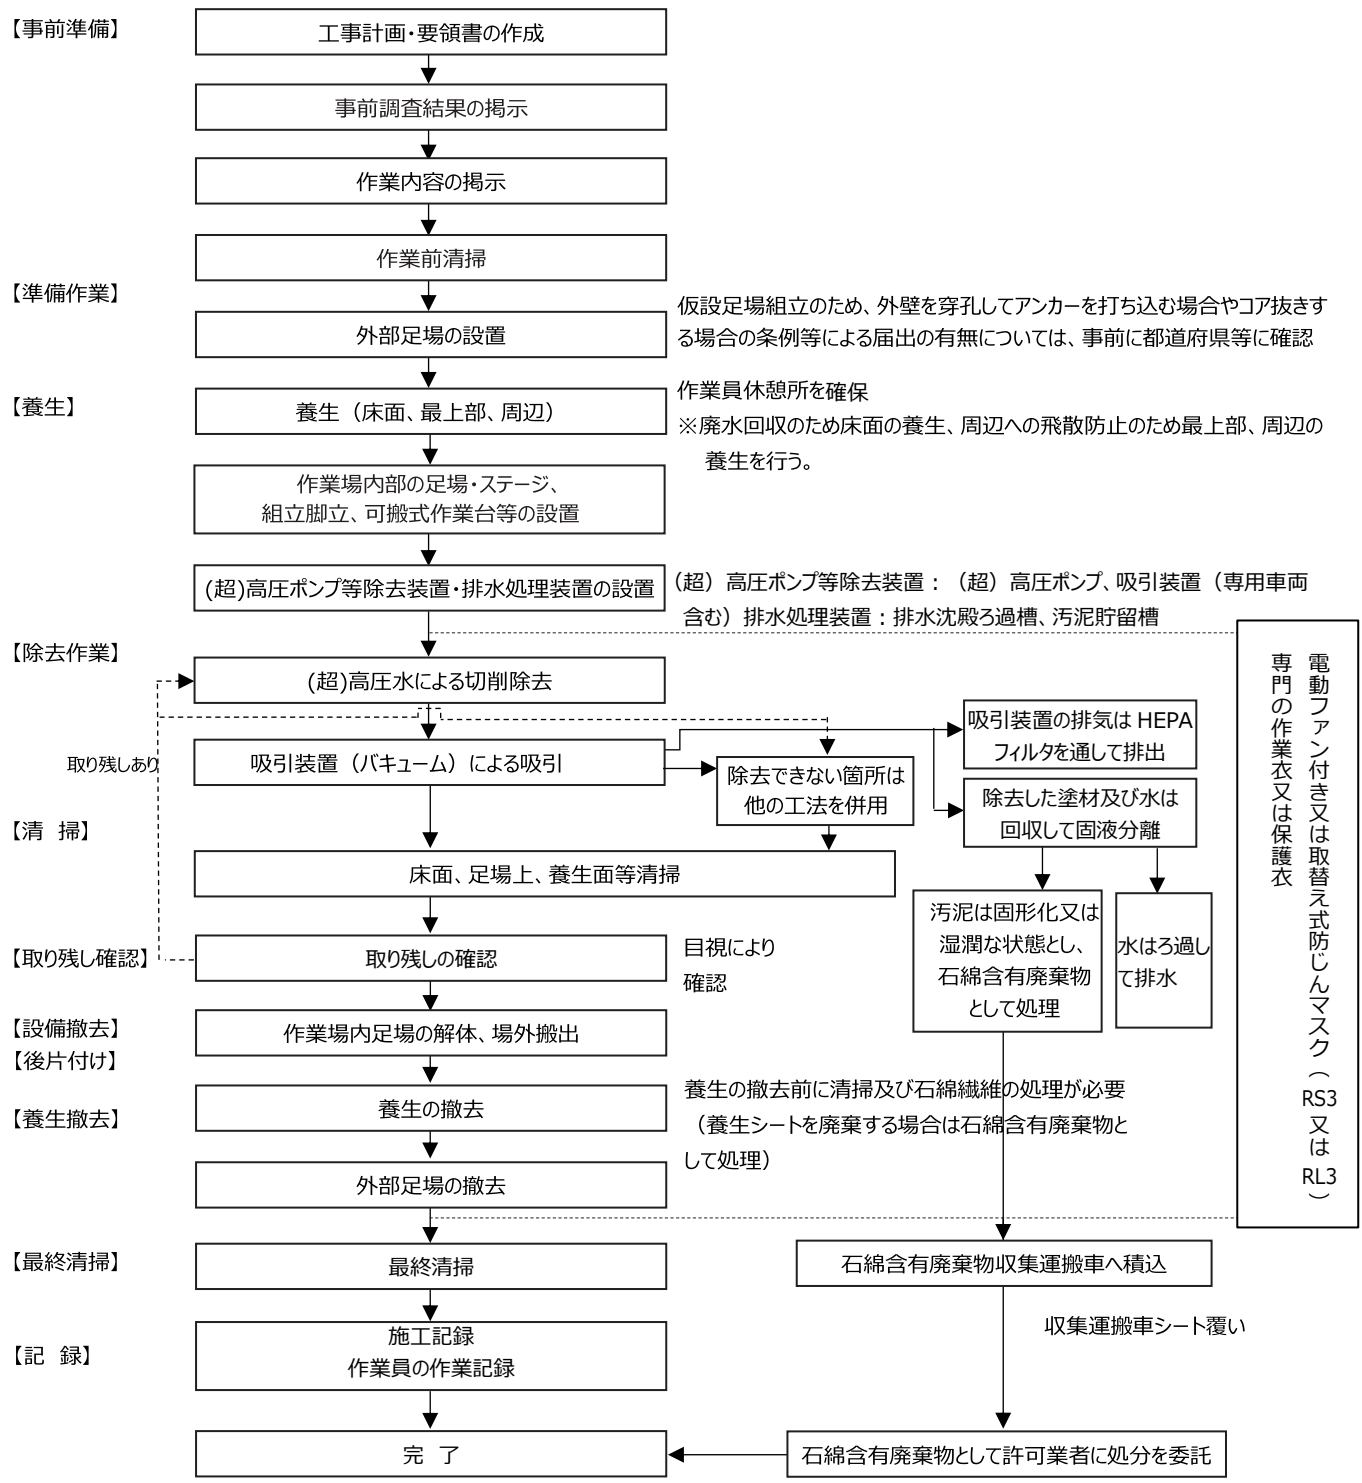 【事前準備】
工事計画・要領書の作成
事前調査結果の掲示
作業内容の掲示
作業前清掃
【準備作業】
外部足場の設置
仮設足場組立のため、外壁を穿孔してアンカーを打ち込む場合やコア抜きす
る場合の条例等による届出の有無については、事前に都道府県等に確認
【養生】
養生（床面、最上部、周辺）
作業員休憩所を確保
※廃水回収のため床面の養生、周辺への飛散防止のため最上部、周辺の
養生を行う。
作業場内部の足場・ステージ、
組立脚立、可搬式作業台等の設置
(超)高圧ポンプ等除去装置・排水処理装置の設置
（超）高圧ポンプ等除去装置：（超）高圧ポンプ、吸引装置（専用車両
含む）排水処理装置：排水沈殿ろ過槽、汚泥貯留槽
【除去作業】
(超)高圧水による切削除去
電動ファン付き又は取替え式防じんマスク（RS3又はRL3）
専門の作業衣又は保護衣
取り残しあり
吸引装置（バキューム）による吸引
除去できない箇所は
他の工法を併用
吸引装置の排気は HEPA
フィルタを通して排出
除去した塗材及び水は
回収して固液分離
【清　掃】
床面、足場上、養生面等清掃
汚泥は固形化又は
湿潤な状態とし、
石綿含有廃棄物
として処理
水はろ過し
て排水
【取り残し確認】
取り残しの確認
目視により
確認
【設備撤去】
【後片付け】
作業場内足場の解体、場外搬出
【養生撤去】
養生の撤去
養生の撤去前に清掃及び石綿繊維の処理が必要
（養生シートを廃棄する場合は石綿含有廃棄物と
して処理）
外部足場の撤去
【最終清掃】
最終清掃
石綿含有廃棄物収集運搬車へ積込
収集運搬車シート覆い
【記　録】
施工記録
作業員の作業記録
完　了
石綿含有廃棄物として許可業者に処分を委託